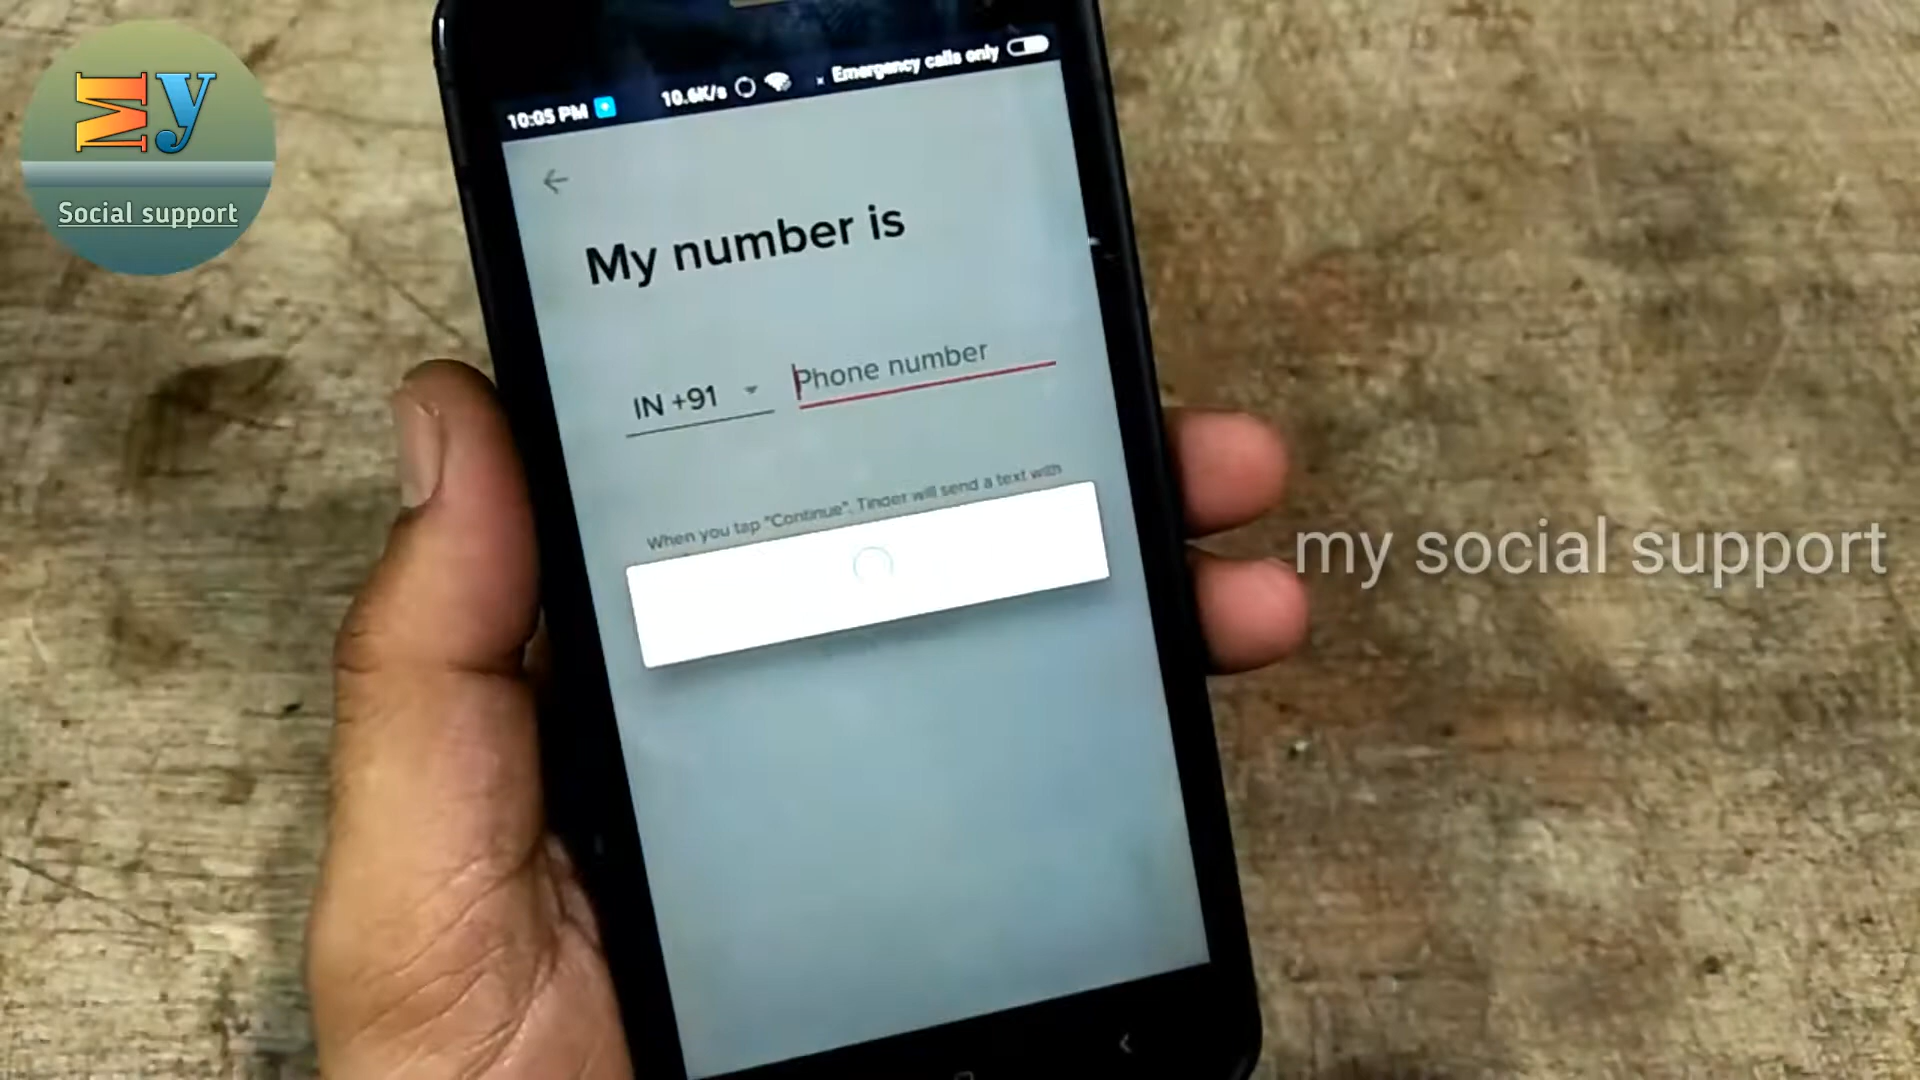 My
Social support
10:05 PM
10.6K/s
Emergency calls only
My number is
IN +91
Phone number
When you tap "Continue", Tinder will send a text with
my social support